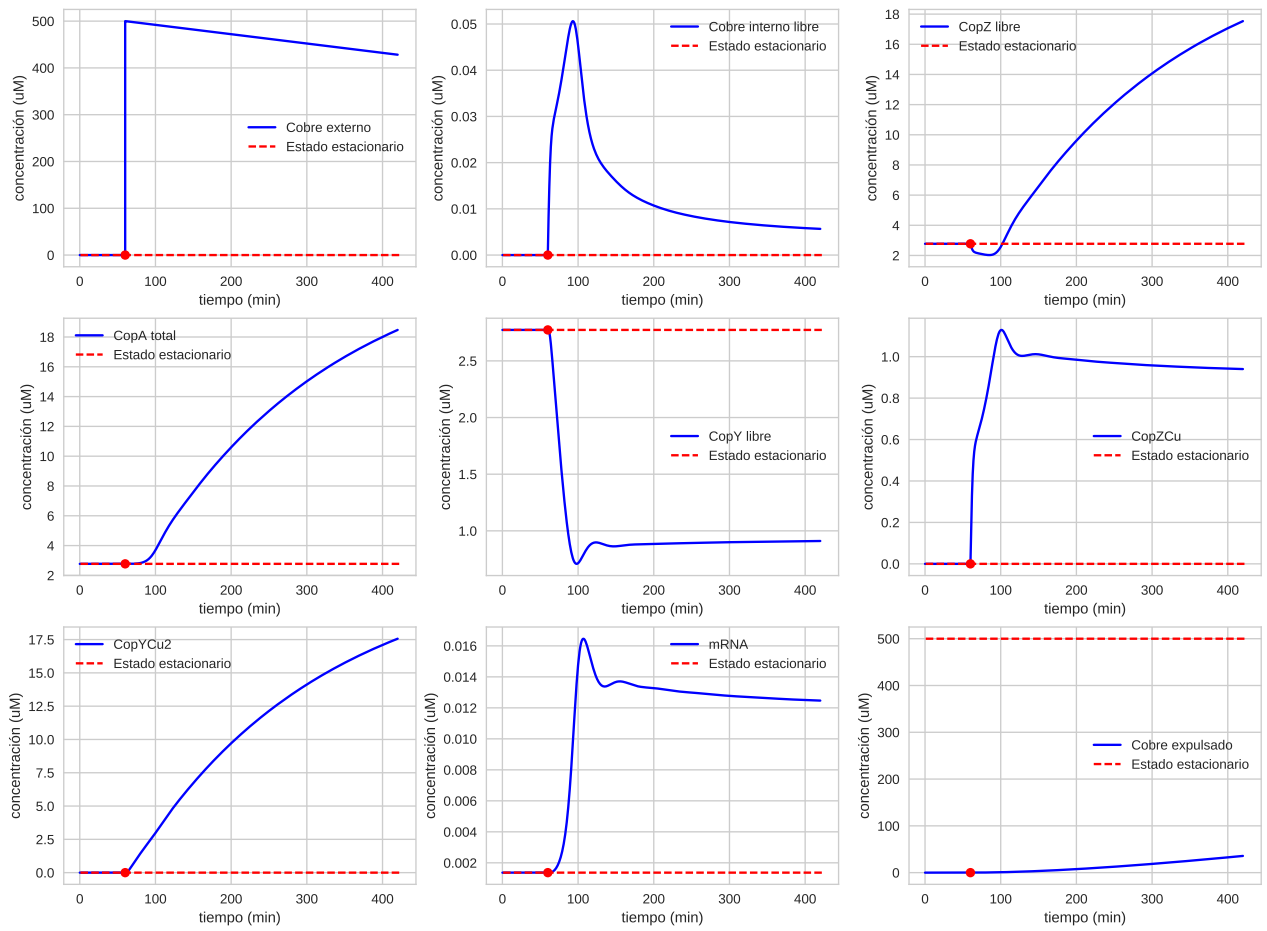 concentración (uM)
500
400
300
200
100
0
Cobre externo
Estado estacionario
0
100
200
300
400
tiempo (min)
concentración (uM)
0.05
0.04
0.03
0.02
0.01
0.00
Cobre interno libre
Estado estacionario
0
100
200
300
400
tiempo (min)
concentración (uM)
18
16
14
12
10
8
6
4
2
CopZ libre
Estado estacionario
0
100
200
300
400
tiempo (min)
concentración (uM)
18
16
14
12
10
8
6
4
2
CopA total
Estado estacionario
0
100
200
300
400
tiempo (min)
concentración (uM)
2.5
2.0
1.5
1.0
CopY libre
Estado estacionario
0
100
200
300
400
tiempo (min)
concentración (uM)
1.0
0.8
0.6
0.4
0.2
0.0
CopZCu
Estado estacionario
0
100
200
300
400
tiempo (min)
concentración (uM)
17.5
15.0
12.5
10.0
7.5
5.0
2.5
0.0
CopYCu2
Estado estacionario
0
100
200
300
400
tiempo (min)
concentración (uM)
0.016
0.014
0.012
0.010
0.008
0.006
0.004
0.002
mRNA
Estado estacionario
0
100
200
300
400
tiempo (min)
concentración (uM)
500
400
300
200
100
0
Cobre expulsado
Estado estacionario
0
100
200
300
400
tiempo (min)